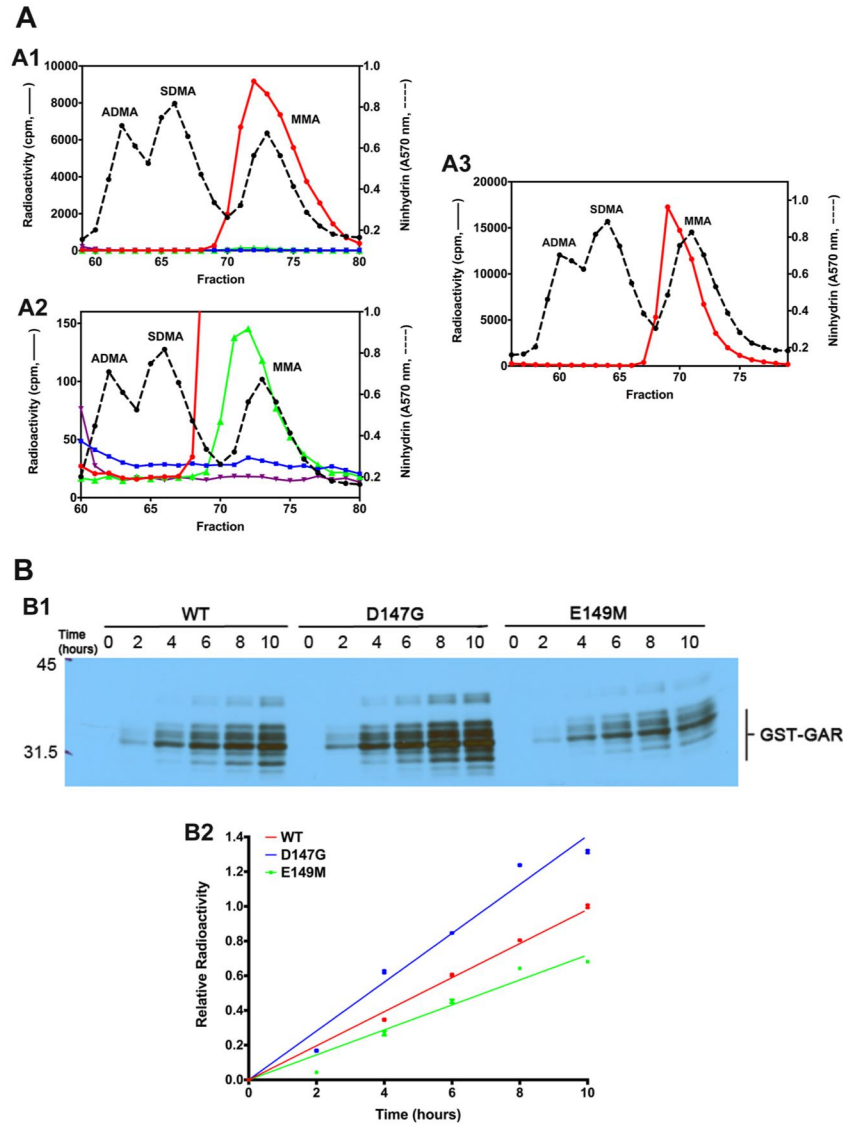 A
A1
10000
8000
6000
4000
2000
0
Radioactivity (cpm, ——)
1.0
0.8
0.6
0.4
0.2
Ninhydrin (A570 nm, ----)
ADMA
SDMA
MMA
60 65 70 75 80
Fraction
A2
150
100
50
0
Radioactivity (cpm, ——)
1.0
0.8
0.6
0.4
0.2
Ninhydrin (A570 nm, ----)
ADMA
SDMA
MMA
60 65 70 75 80
Fraction
A3
20000
15000
10000
5000
0
Radioactivity (cpm, ——)
1.0
0.8
0.6
0.4
0.2
Ninhydrin (A570 nm, ----)
ADMA
SDMA
MMA
60 65 70 75
Fraction
B
B1
WT D147G E149M
Time (hours) 0 2 4 6 8 10 0 2 4 6 8 10 0 2 4 6 8 10
45
31.5
GST-GAR
B2
WT
D147G
E149M
1.4
1.2
1.0
0.8
0.6
0.4
0.2
0.0
Relative Radioactivity
0 2 4 6 8 10
Time (hours)